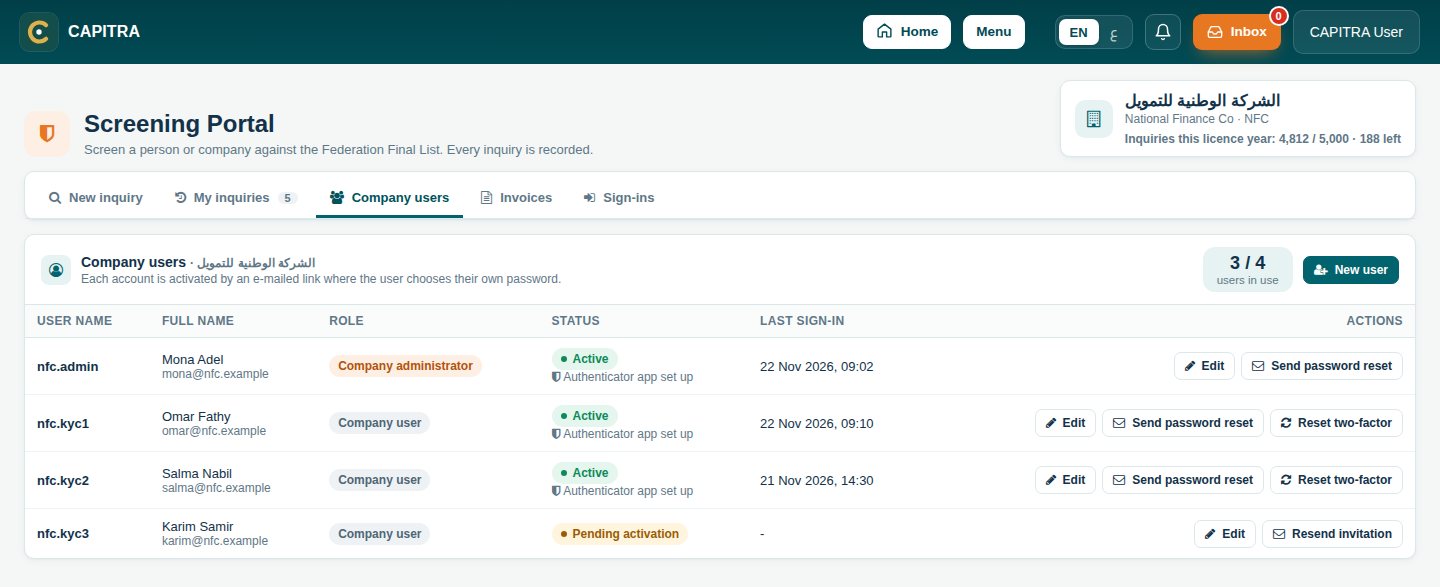 CAPITRA
Home
Menu
EN
ع
Inbox
0
CAPITRA User
Screening Portal
Screen a person or company against the Federation Final List. Every inquiry is recorded.
الشركة الوطنية للتمويل
National Finance Co · NFC
Inquiries this licence year: 4,812 / 5,000 · 188 left
New inquiry
My inquiries 5
Company users
Invoices
Sign-ins
Company users · الشركة الوطنية للتمويل
Each account is activated by an e-mailed link where the user chooses their own password.
3 / 4
users in use
New user
USER NAME FULL NAME ROLE STATUS LAST SIGN-IN ACTIONS
nfc.admin Mona Adel Company administrator Active 22 Nov 2026, 09:02 Edit Send password reset
mona@nfc.example Authenticator app set up
nfc.kyc1 Omar Fathy Company user Active 22 Nov 2026, 09:10 Edit Send password reset Reset two-factor
omar@nfc.example Authenticator app set up
nfc.kyc2 Salma Nabil Company user Active 21 Nov 2026, 14:30 Edit Send password reset Reset two-factor
salma@nfc.example Authenticator app set up
nfc.kyc3 Karim Samir Company user Pending activation - Edit Resend invitation
karim@nfc.example